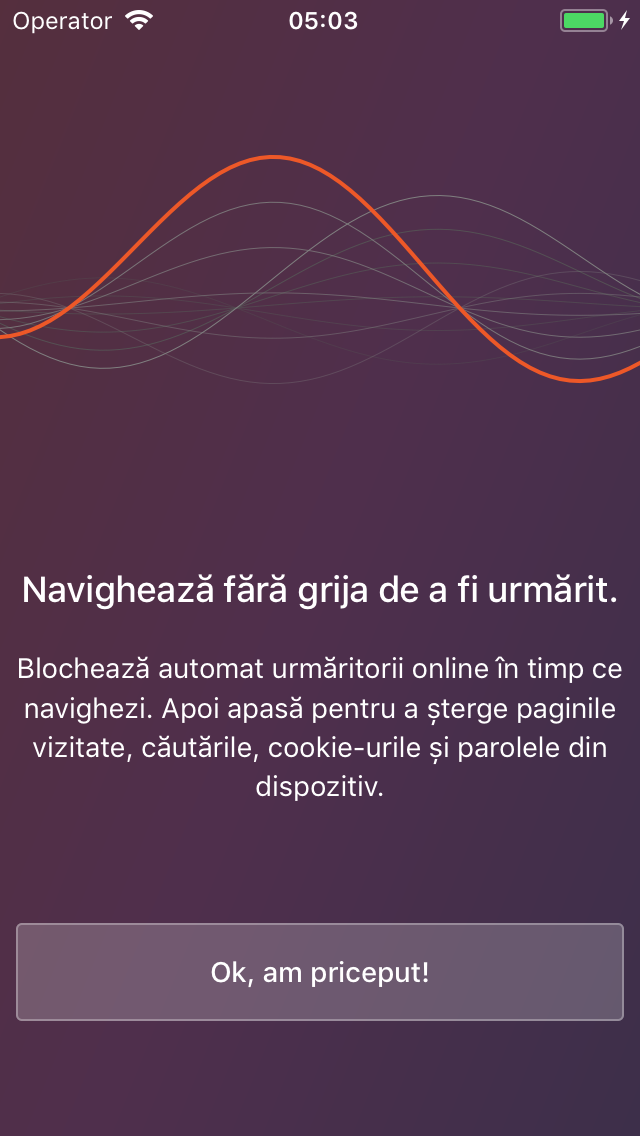 Operator 05:03
Navighează fără grija de a fi urmărit.
Blochează automat urmăritorii online în timp ce
navighezi. Apoi apasă pentru a șterge paginile
vizitate, căutările, cookie-urile și parolele din
dispozitiv.
Ok, am priceput!